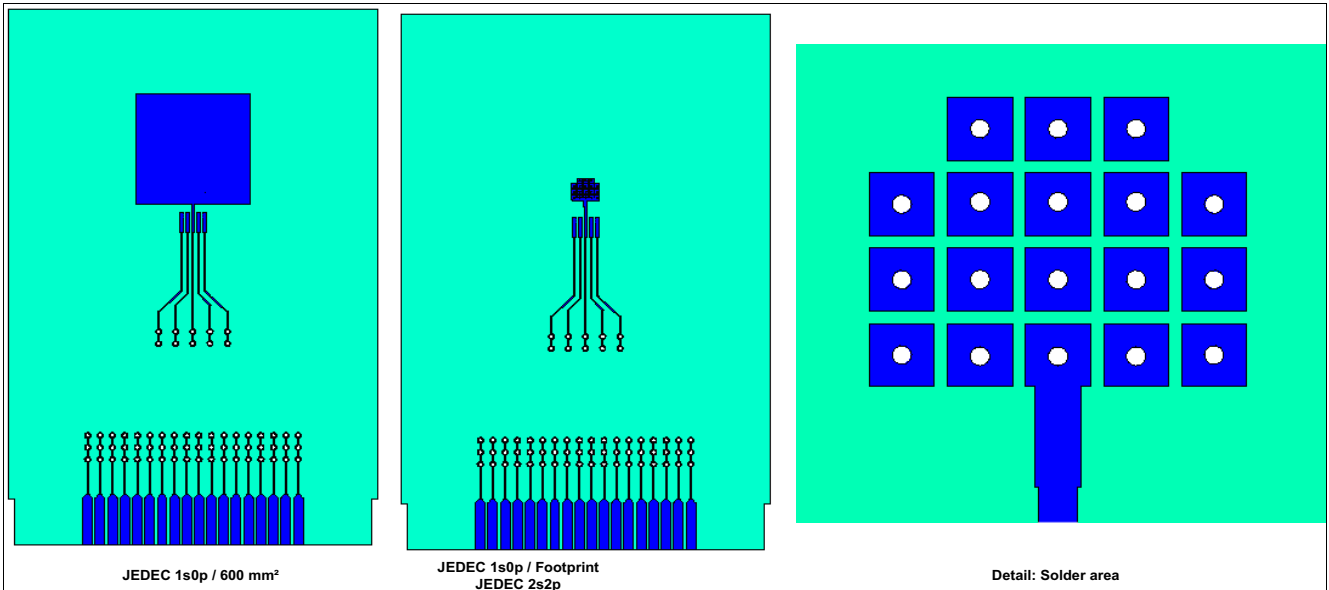 JEDEC 1s0p / 600 mm²
JEDEC 1s0p / Footprint
JEDEC 2s2p
Detail: Solder area